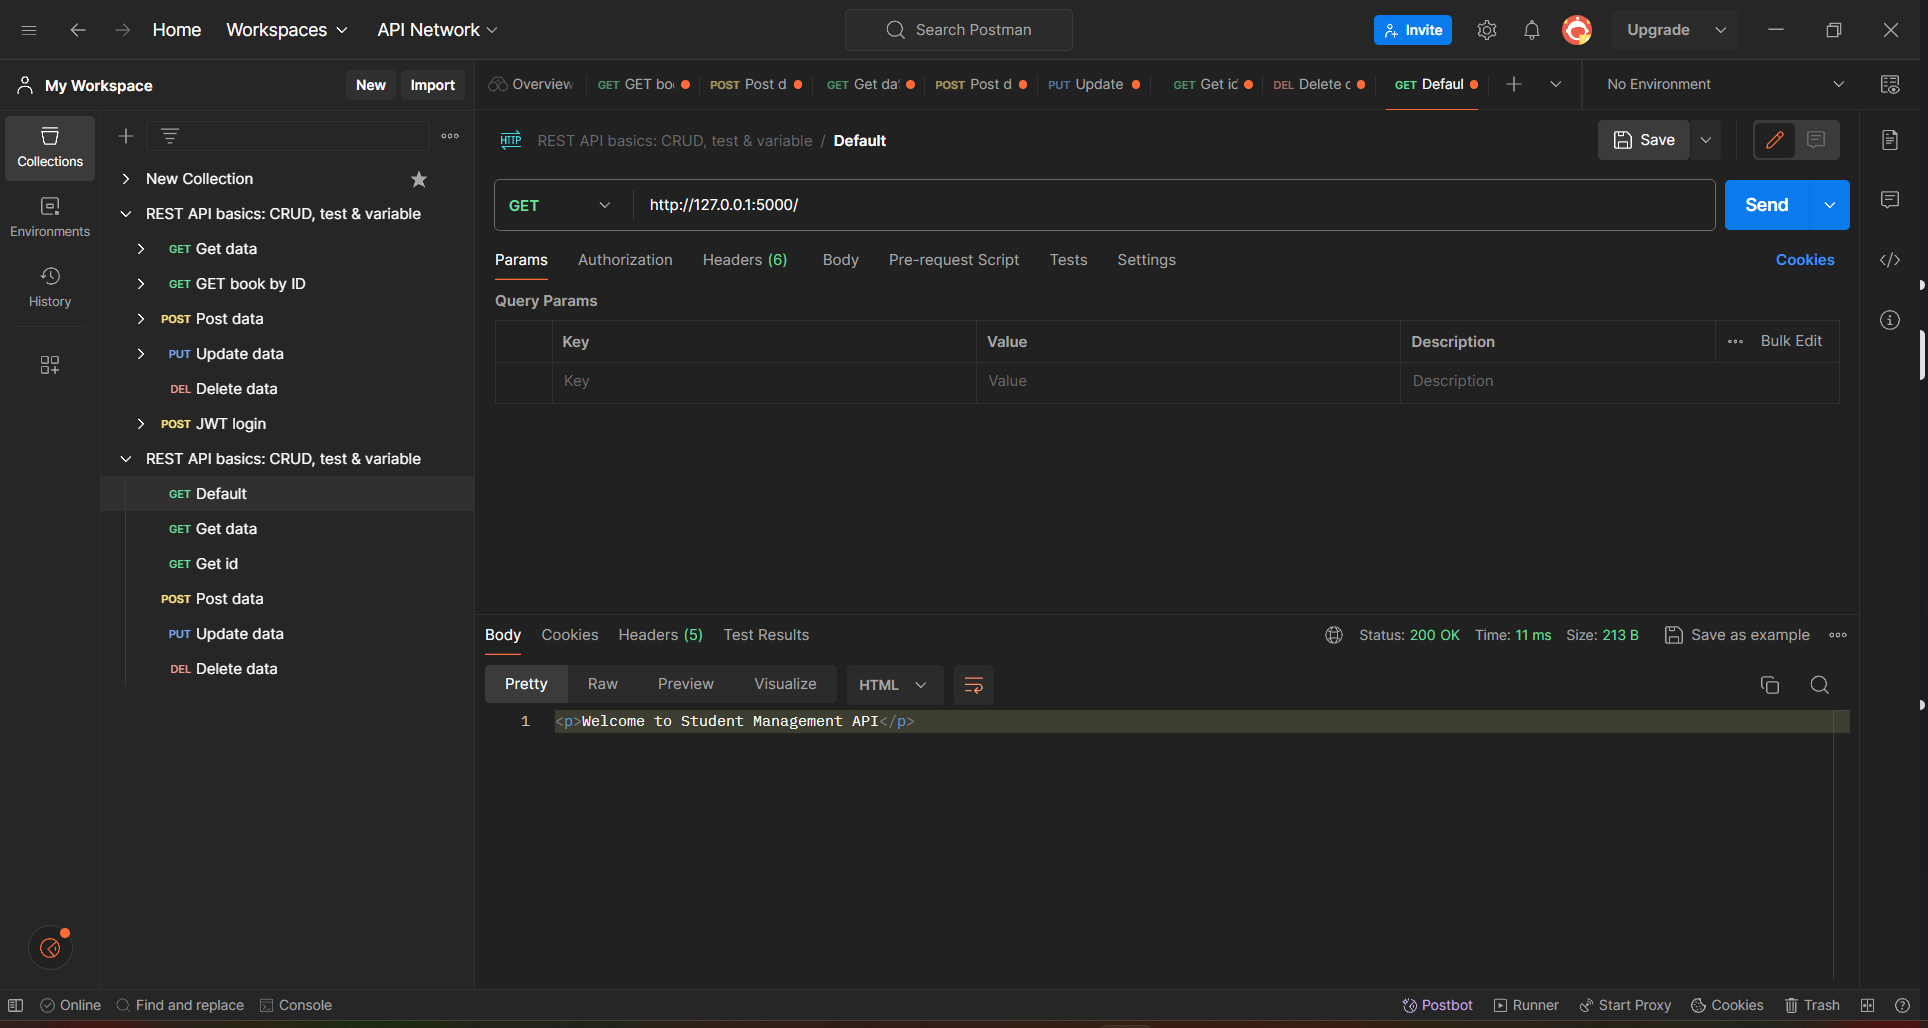 Home Workspaces API Network Search Postman Invite Upgrade
My Workspace New Import Overview GET GET bo POST Post d GET Get da POST Post d PUT Update GET Get ic DEL Delete c GET Defaul No Environment
Collections
Environments
History
New Collection
REST API basics: CRUD, test & variable
GET Get data
GET GET book by ID
POST Post data
PUT Update data
DEL Delete data
POST JWT login
REST API basics: CRUD, test & variable
GET Default
GET Get data
GET Get id
POST Post data
PUT Update data
DEL Delete data
HTTP REST API basics: CRUD, test & variable / Default Save
GET http://127.0.0.1:5000/ Send
Params Authorization Headers (6) Body Pre-request Script Tests Settings Cookies
Query Params
Key Value Description Bulk Edit
Key Value Description
Body Cookies Headers (5) Test Results Status: 200 OK Time: 11 ms Size: 213 B Save as example
Pretty Raw Preview Visualize HTML
1 <p>Welcome to Student Management API</p>
Online Find and replace Console Postbot Runner Start Proxy Cookies Trash